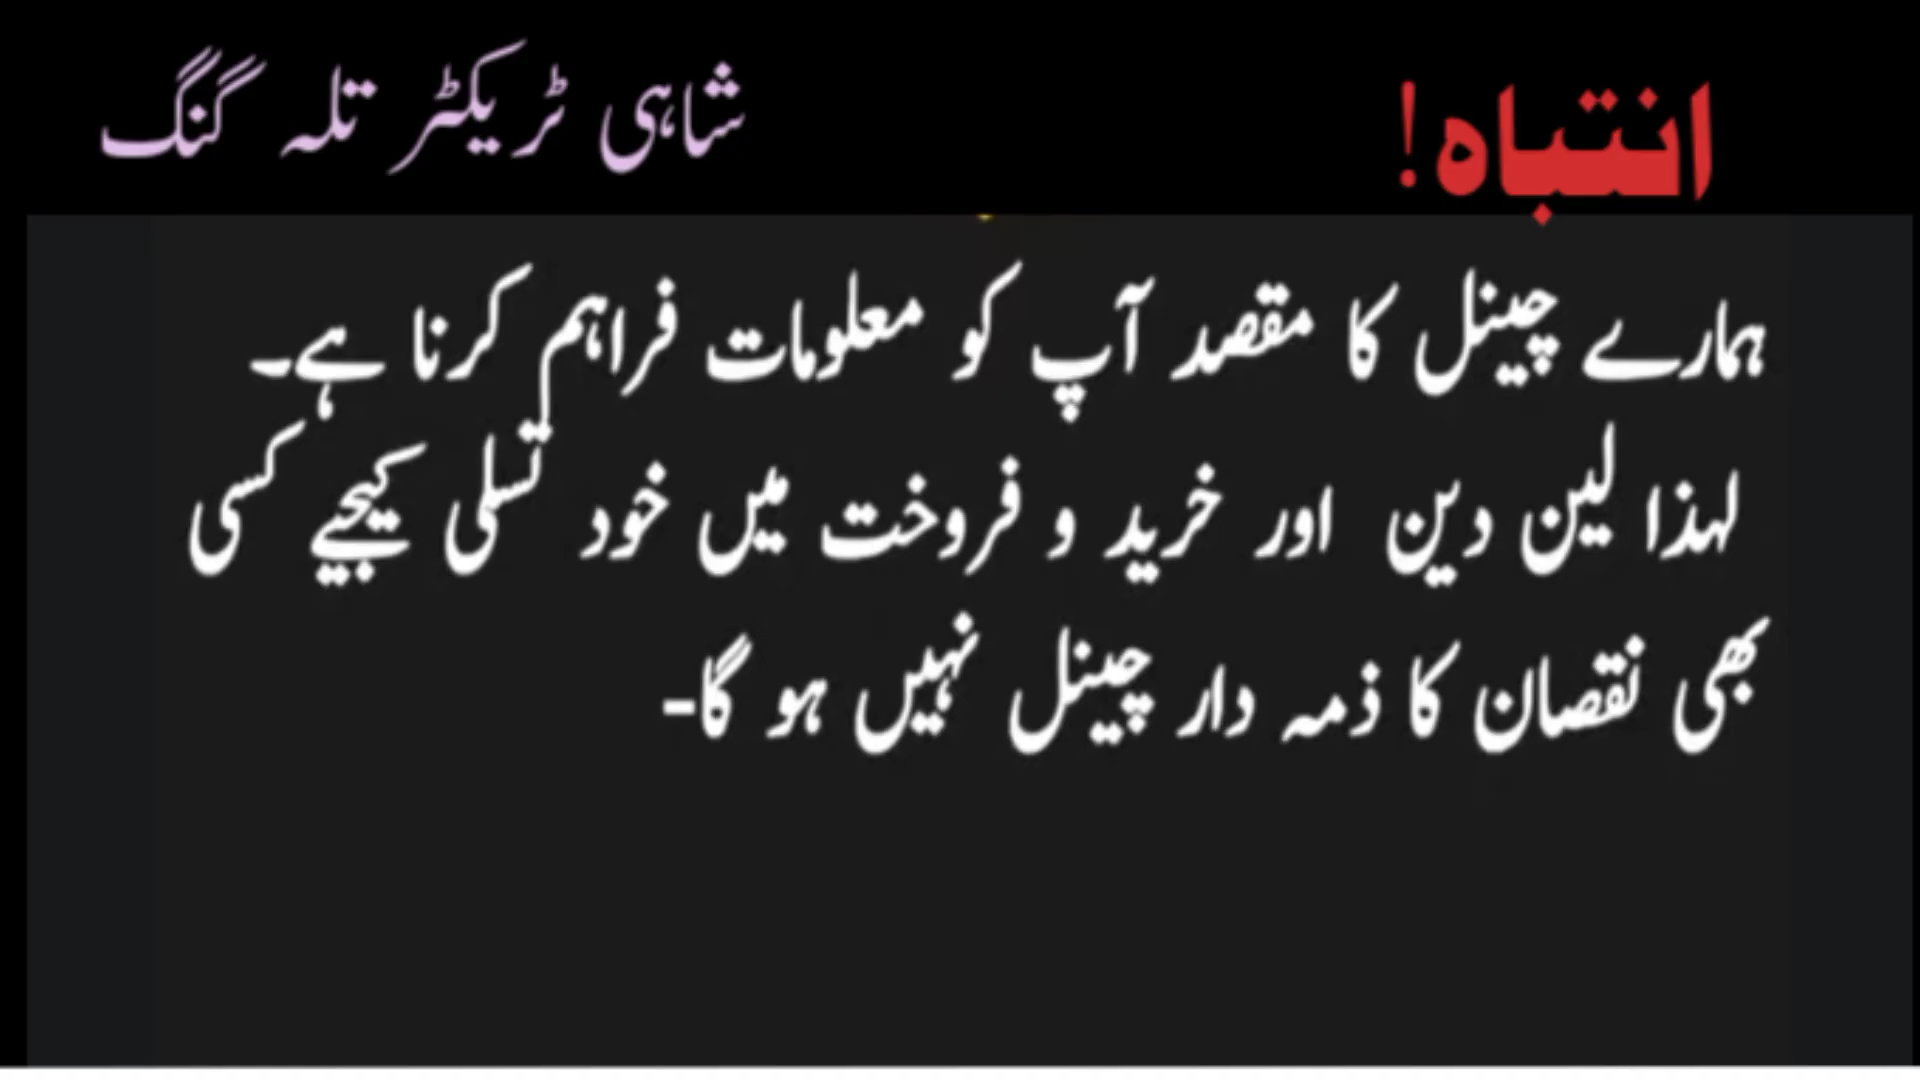 انتباہ!
شاہی ٹریکٹر تلہ گنگ
ہمارے چینل کا مقصد آپ کو معلومات فراہم کرنا ہے۔
لہذا لین دین اور خرید و فروخت میں خود تسلی کیجیے کسی
بھی نقصان کا ذمہ دار چینل نہیں ہو گا-